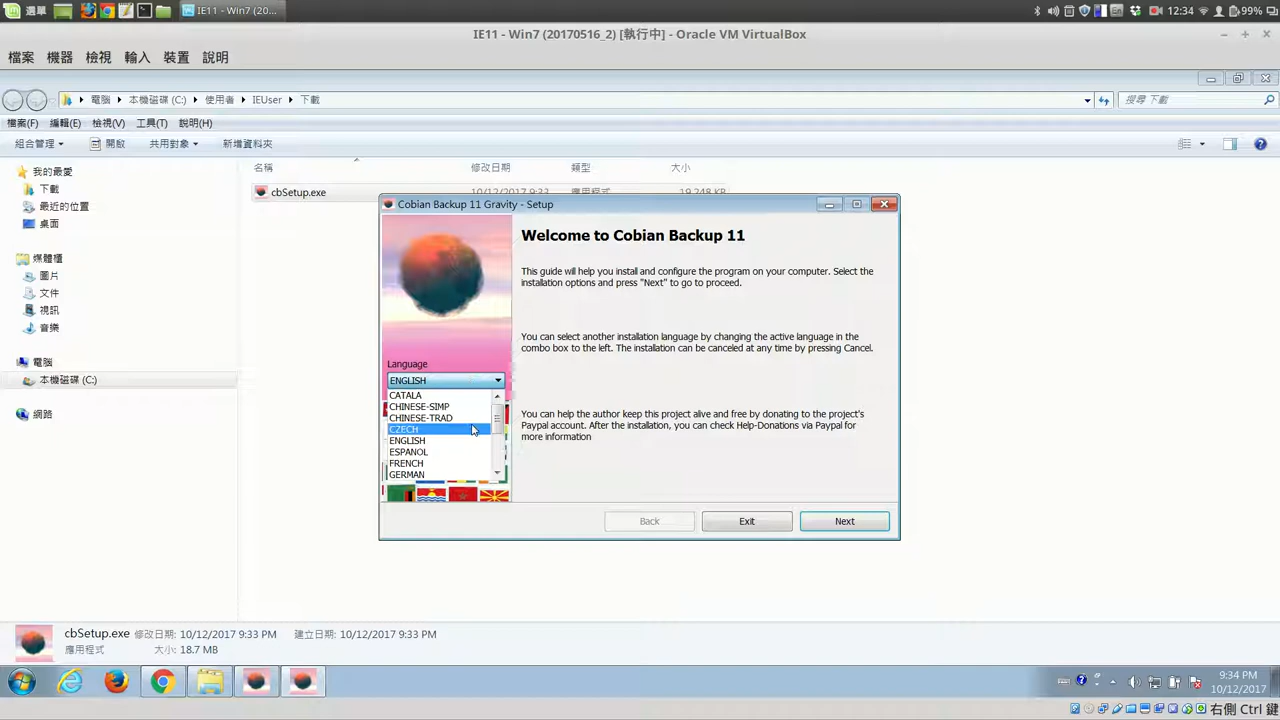 選單
IE11 - Win7 (20...
12:34
99%
IE11 - Win7 (20170516_2) [執行中] - Oracle VM VirtualBox
檔案 機器 檢視 輸入 裝置 說明
電腦 本機磁碟 (C:) 使用者 IEUser 下載
搜尋 下載
檔案(F) 編輯(E) 檢視(V) 工具(T) 說明(H)
組合管理 開啟 共用對象 新增資料夾
我的最愛
下載
最近的位置
桌面
媒體櫃
圖片
文件
視訊
音樂
電腦
本機磁碟 (C:)
網路
名稱 修改日期 類型 大小
cbSetup.exe 10/12/2017 9:33 應用程式 19,248 KB
Cobian Backup 11 Gravity - Setup
Welcome to Cobian Backup 11
This guide will help you install and configure the program on your computer. Select the
installation options and press "Next" to go to proceed.
You can select another installation language by changing the active language in the
combo box to the left. The installation can be canceled at any time by pressing Cancel.
You can help the author keep this project alive and free by donating to the project's
Paypal account. After the installation, you can check Help-Donations via Paypal for
more information
Language
ENGLISH
CATALA
CHINESE-SIMP
CHINESE-TRAD
CZECH
ENGLISH
ESPANOL
FRENCH
GERMAN
Back Exit Next
cbSetup.exe 修改日期: 10/12/2017 9:33 PM 建立日期: 10/12/2017 9:33 PM
應用程式 大小: 18.7 MB
9:34 PM
10/12/2017
右側 Ctrl 鍵